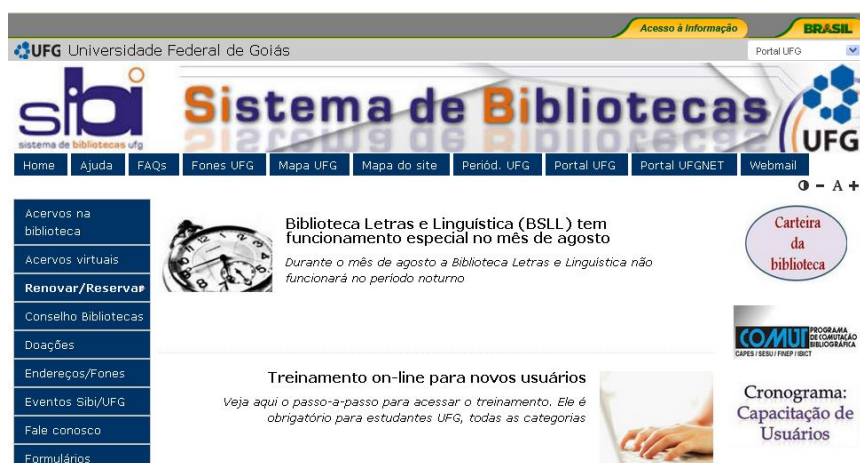 Acesso à Informação
BRASIL
UFG Universidade Federal de Goiás
Portal UFG
sibi
sistema de bibliotecas ufg
Sistema de Bibliotecas
UFG
Home Ajuda FAQs Fones UFG Mapa UFG Mapa do site Periód. UFG Portal UFG Portal UFGNET Webmail
- A +
Acervos na
biblioteca
Acervos virtuais
Renovar/Reservar
Conselho Bibliotecas
Doações
Endereços/Fones
Eventos Sibi/UFG
Fale conosco
Formulários
Biblioteca Letras e Linguística (BSLL) tem
funcionamento especial no mês de agosto
Durante o mês de agosto a Biblioteca Letras e Linguística não
funcionará no período noturno
Treinamento on-line para novos usuários
Veja aqui o passo-a-passo para acessar o treinamento. Ele é
obrigatório para estudantes UFG, todas as categorias
Carteira
da
biblioteca
COMUT
PROGRAMA
DE COMUTAÇÃO
BIBLIOGRÁFICA
CAPES / SESU / FINEP / IBICT
Cronograma:
Capacitação de
Usuários